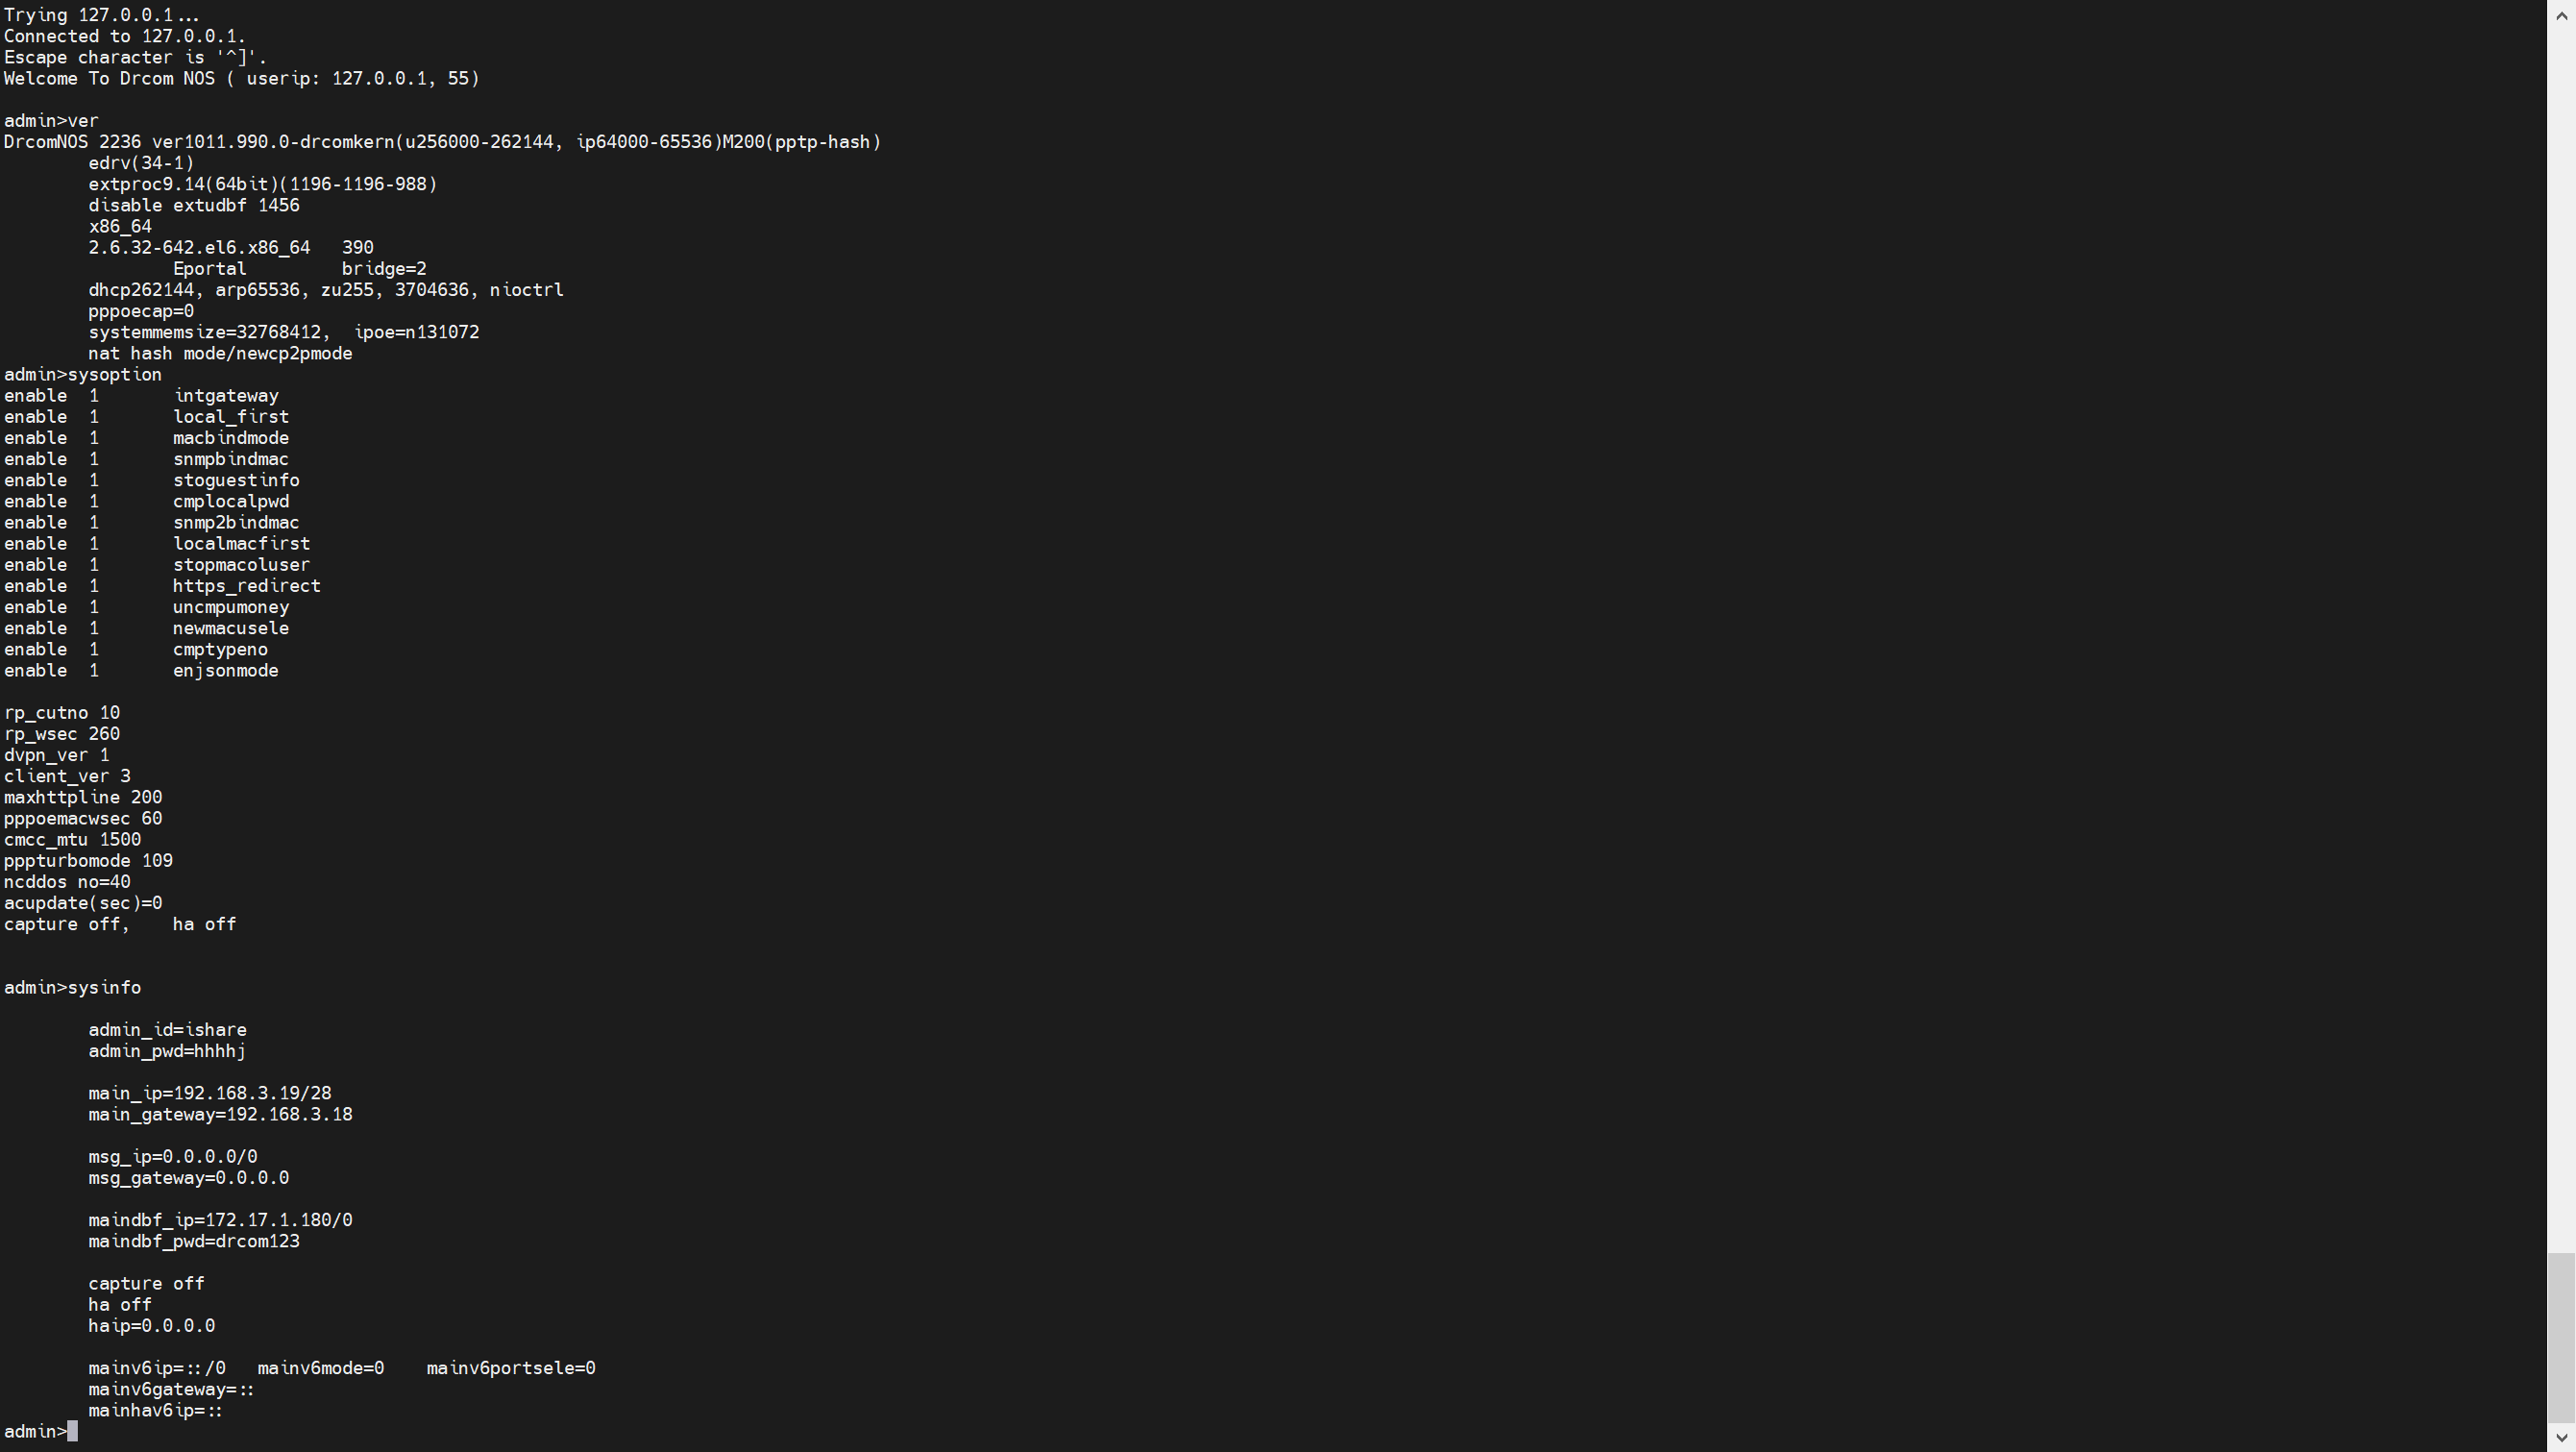 Trying 127.0.0.1...
Connected to 127.0.0.1.
Escape character is '^]'.
Welcome To Drcom NOS ( userip: 127.0.0.1, 55)
admin>ver
DrcomNOS 2236 ver1011.990.0-drcomkern(u256000-262144, ip64000-65536)M200(pptp-hash)
edrv(34-1)
extproc9.14(64bit)(1196-1196-988)
disable extudbf 1456
x86_64
2.6.32-642.el6.x86_64   390
Eportal         bridge=2
dhcp262144, arp65536, zu255, 3704636, nioctrl
pppoecap=0
systemmemsize=32768412,  ipoe=n131072
nat hash mode/newcp2pmode
admin>sysoption
enable  1       intgateway
enable  1       local_first
enable  1       macbindmode
enable  1       snmpbindmac
enable  1       stoguestinfo
enable  1       cmplocalpwd
enable  1       snmp2bindmac
enable  1       localmacfirst
enable  1       stopmacoluser
enable  1       https_redirect
enable  1       uncmpumoney
enable  1       newmacusele
enable  1       cmptypeno
enable  1       enjsonmode
rp_cutno 10
rp_wsec 260
dvpn_ver 1
client_ver 3
maxhttpline 200
pppoemacwsec 60
cmcc_mtu 1500
pppturbomode 109
ncddos no=40
acupdate(sec)=0
capture off,    ha off
admin>sysinfo
admin_id=ishare
admin_pwd=hhhhj
main_ip=192.168.3.19/28
main_gateway=192.168.3.18
msg_ip=0.0.0.0/0
msg_gateway=0.0.0.0
maindbf_ip=172.17.1.180/0
maindbf_pwd=drcom123
capture off
ha off
haip=0.0.0.0
mainv6ip=::/0   mainv6mode=0    mainv6portsele=0
mainv6gateway=::
mainhav6ip=::
admin>